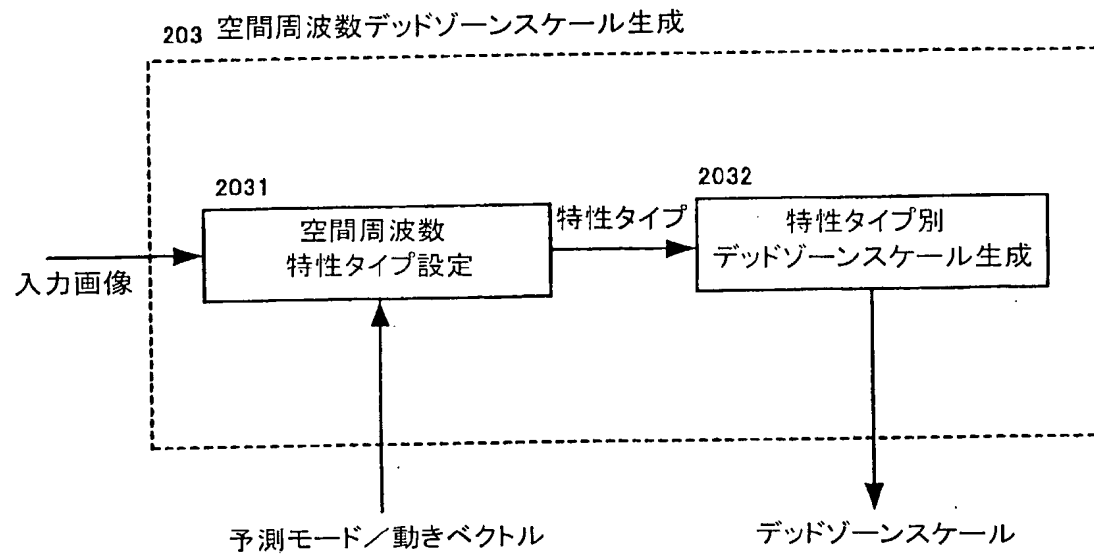 203 空間周波数デッドゾーンスケール生成
2031
空間周波数
特性タイプ設定
特性タイプ
2032
特性タイプ別
デッドゾーンスケール生成
入力画像
予測モード／動きベクトル
デッドゾーンスケール